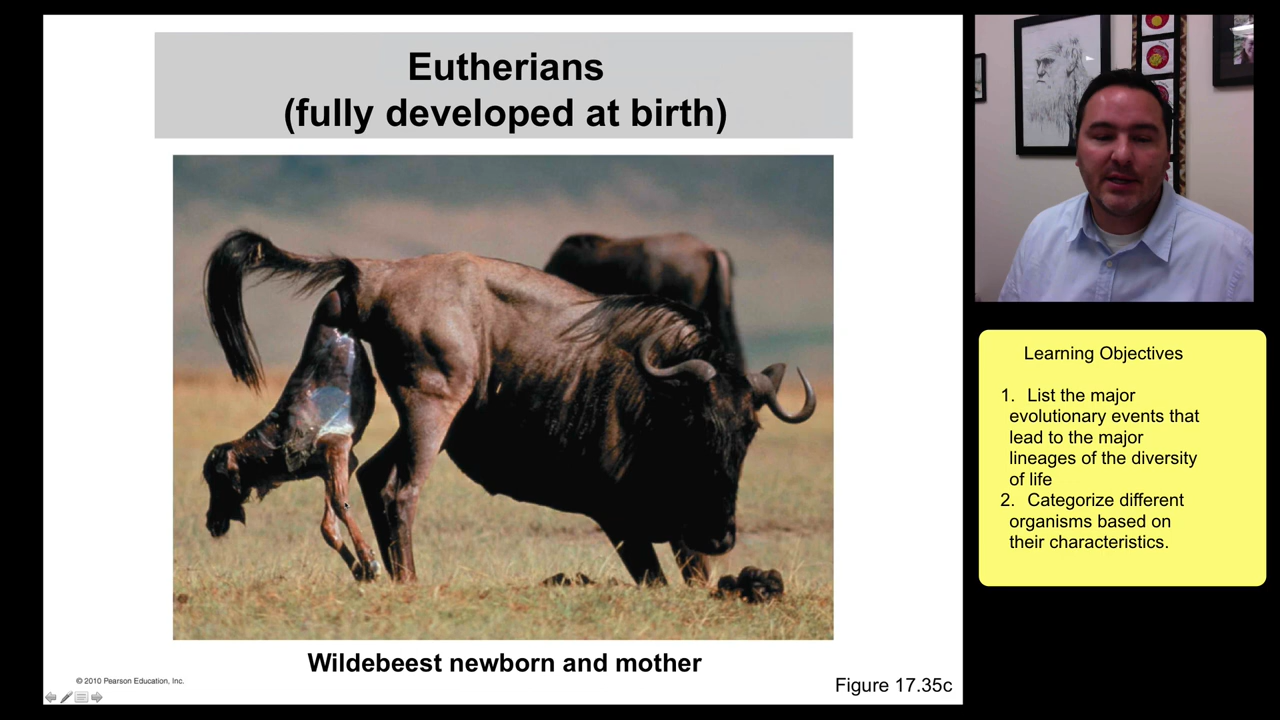 Eutherians
(fully developed at birth)
Wildebeest newborn and mother
© 2010 Pearson Education, Inc.
Figure 17.35c
Learning Objectives
1. List the major
evolutionary events that
lead to the major
lineages of the diversity
of life
2. Categorize different
organisms based on
their characteristics.